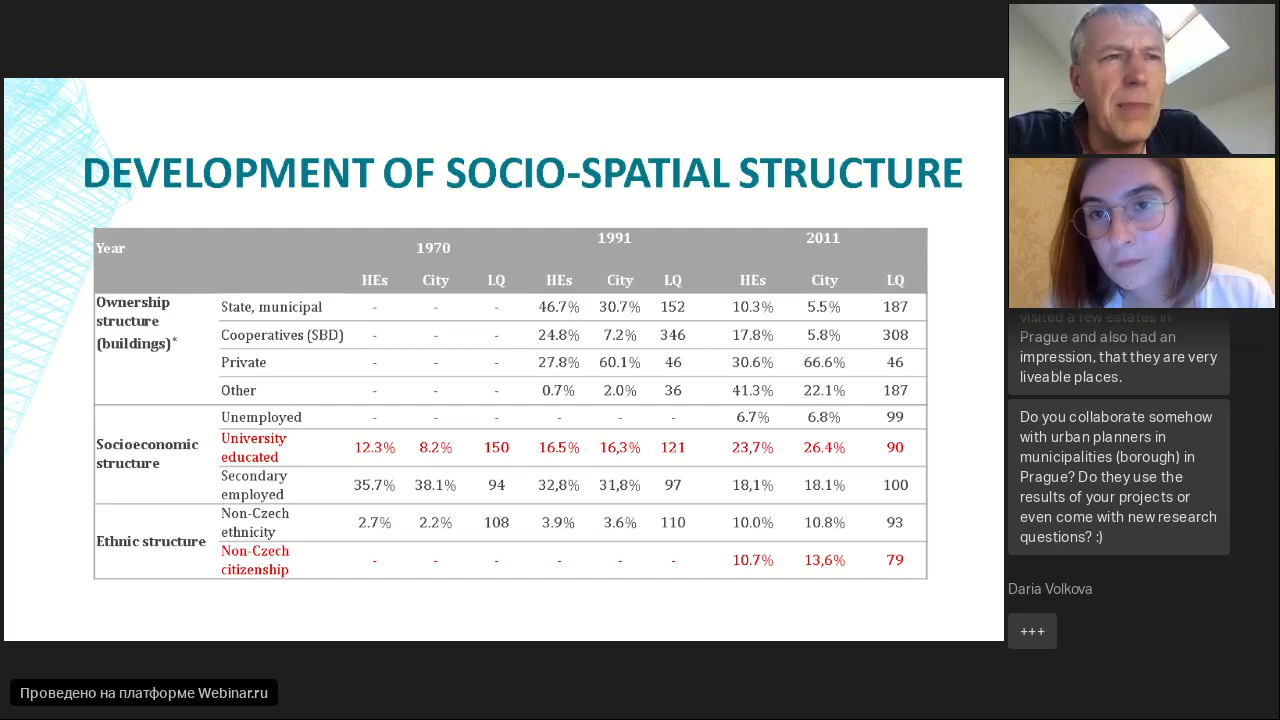 DEVELOPMENT OF SOCIO-SPATIAL STRUCTURE
Year 1970 1991 2011
HEs City LQ HEs City LQ HEs City LQ
Ownership structure (buildings)*
State, municipal - - - 46.7% 30.7% 152 10.3% 5.5% 187
Cooperatives (SBD) - - - 24.8% 7.2% 346 17.8% 5.8% 308
Private - - - 27.8% 60.1% 46 30.6% 66.6% 46
Other - - - 0.7% 2.0% 36 41.3% 22.1% 187
Socioeconomic structure
Unemployed - - - - - - 6.7% 6.8% 99
University educated 12.3% 8.2% 150 16.5% 16,3% 121 23,7% 26.4% 90
Secondary employed 35.7% 38.1% 94 32,8% 31,8% 97 18,1% 18.1% 100
Ethnic structure
Non-Czech ethnicity 2.7% 2.2% 108 3.9% 3.6% 110 10.0% 10.8% 93
Non-Czech citizenship - - - - - - 10.7% 13,6% 79
visited a few estates in
Prague and also had an
impression, that they are very
liveable places.
Do you collaborate somehow
with urban planners in
municipalities (borough) in
Prague? Do they use the
results of your projects or
even come with new research
questions? :)
Daria Volkova
+++
Проведено на платформе Webinar.ru